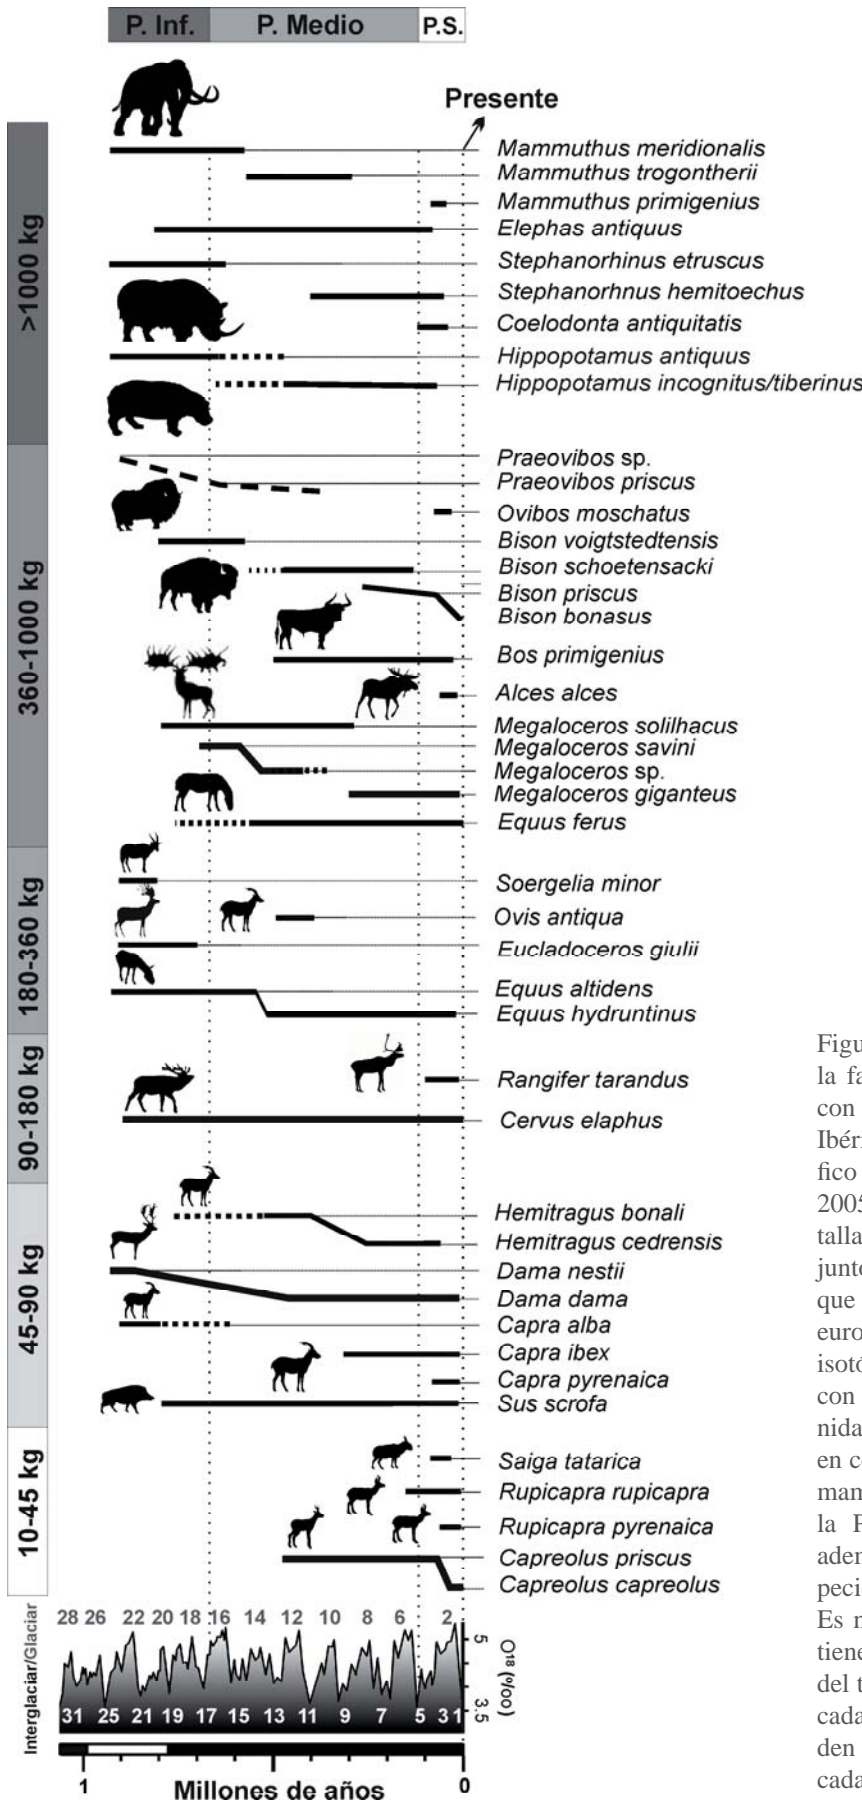 P. Inf. P. Medio P.S.
Presente
>1000 kg
Mammuthus meridionalis
Mammuthus trogontherii
Mammuthus primigenius
Elephas antiquus
Stephanorhinus etruscus
Stephanorhnus hemitoechus
Coelodonta antiquitatis
Hippopotamus antiquus
Hippopotamus incognitus/tiberinus
360-1000 kg
Praeovibos sp.
Praeovibos priscus
Ovibos moschatus
Bison voigtstedtensis
Bison schoetensacki
Bison priscus
Bison bonasus
Bos primigenius
Alces alces
Megaloceros solilhacus
Megaloceros savini
Megaloceros sp.
Megaloceros giganteus
Equus ferus
180-360 kg
Soergelia minor
Ovis antiqua
Eucladoceros giulii
Equus altidens
Equus hydruntinus
90-180 kg
Rangifer tarandus
Cervus elaphus
45-90 kg
Hemitragus bonali
Hemitragus cedrensis
Dama nestii
Dama dama
Capra alba
Capra ibex
Capra pyrenaica
Sus scrofa
10-45 kg
Saiga tatarica
Rupicapra rupicapra
Rupicapra pyrenaica
Capreolus priscus
Capreolus capreolus
Interglaciar/Glaciar
28 26 22 20 18 16 14 12 10 8 6 2
31 25 21 19 17 15 13 11 9 7 5 3 1
5
3.5
O18 (‰)
1 0
Millones de años
Figu
la fa
con
Ibéri
fico
2005
talla
junto
que
euro
isotó
con
nida
en c
mam
la P
ader
peci
Es n
tiene
del t
cada
den
cada